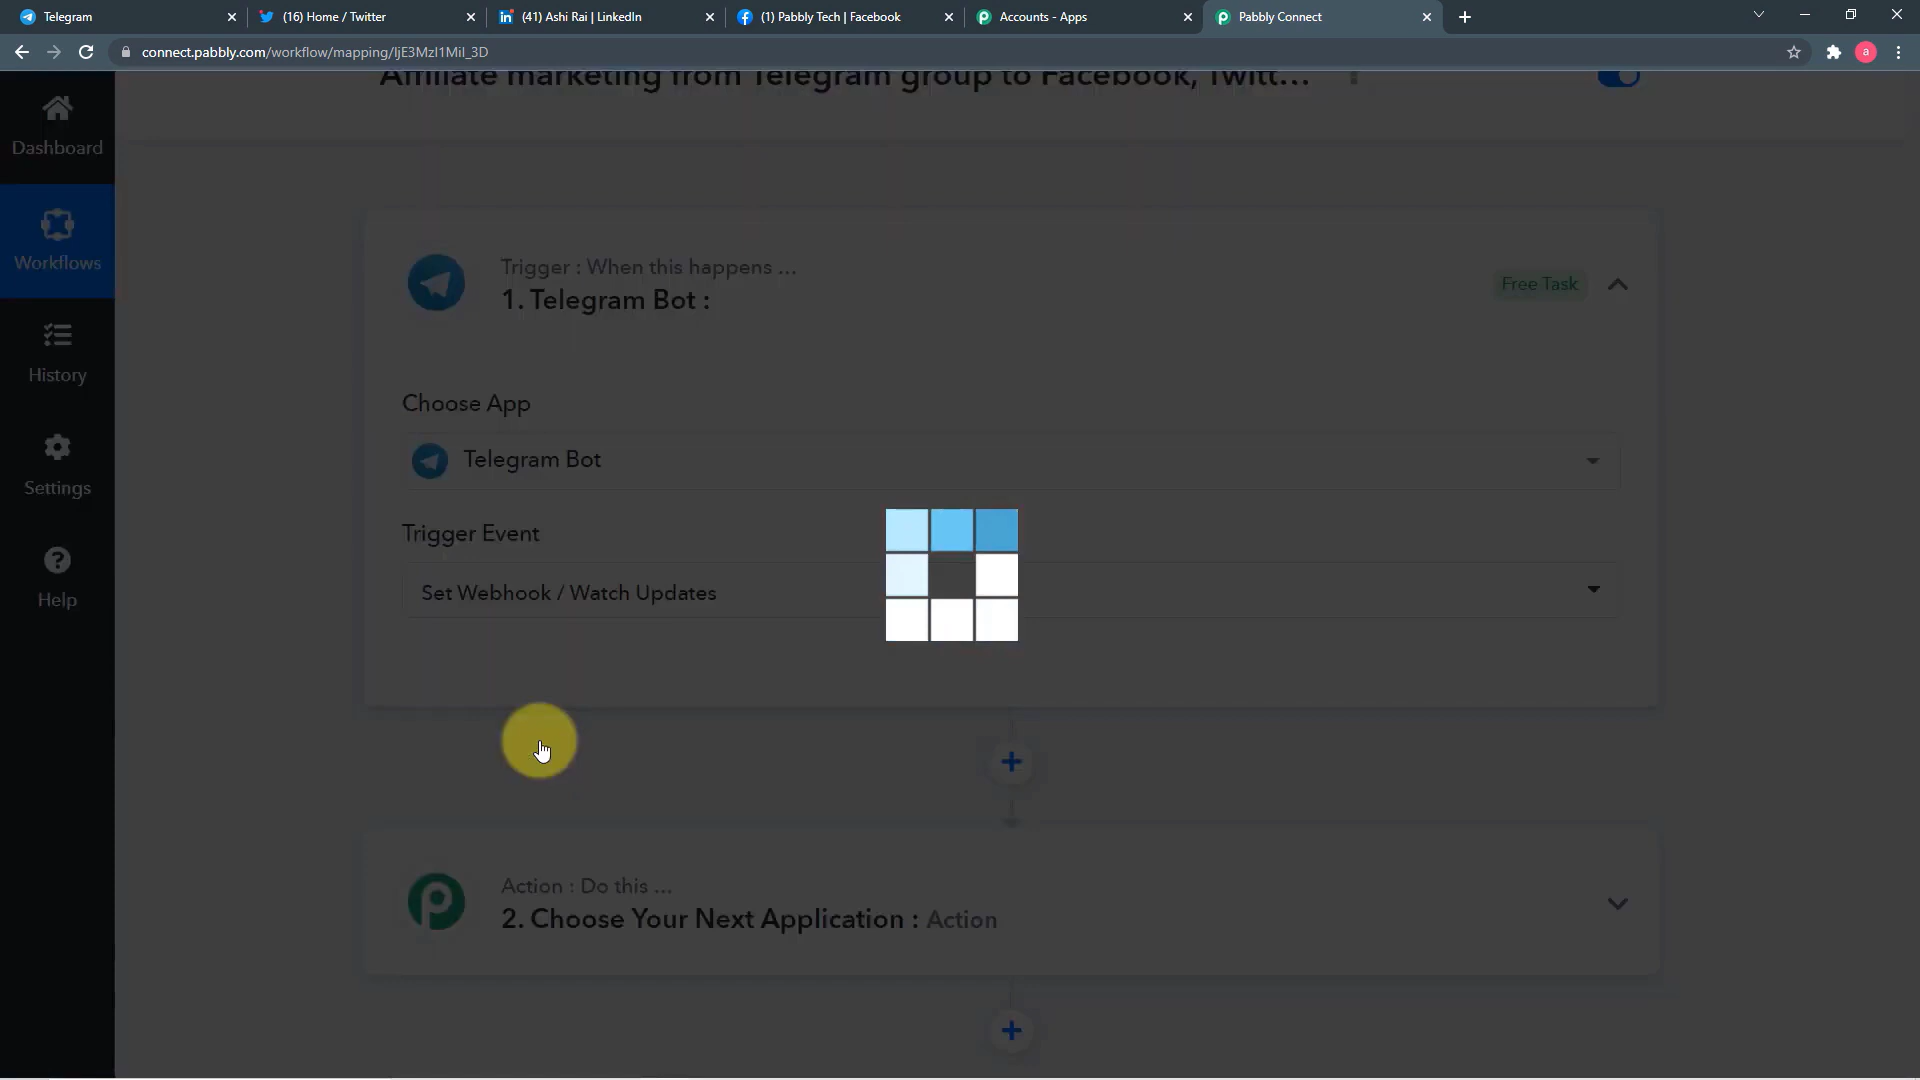 Telegram
(16) Home / Twitter
(41) Ashi Rai | LinkedIn
(1) Pabbly Tech | Facebook
Accounts - Apps
Pabbly Connect
connect.pabbly.com/workflow/mapping/IjE3MzI1MiI_3D
a
Affiliate marketing from Telegram group to Facebook, Twitt...
Dashboard
Workflows
History
Settings
Help
Trigger : When this happens ...
1. Telegram Bot :
Free Task
Choose App
Telegram Bot
Trigger Event
Set Webhook / Watch Updates
Action : Do this ...
2. Choose Your Next Application : Action